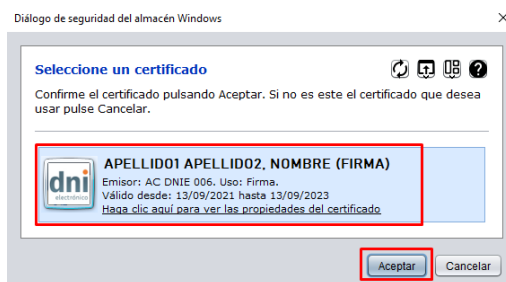 Diálogo de seguridad del almacén Windows
Seleccione un certificado
Confirme el certificado pulsando Aceptar. Si no es este el certificado que desea
usar pulse Cancelar.
dni
electrónico
APELLIDO1 APELLIDO2, NOMBRE (FIRMA)
Emisor: AC DNIE 006. Uso: Firma.
Válido desde: 13/09/2021 hasta 13/09/2023
Haga clic aquí para ver las propiedades del certificado
Aceptar
Cancelar